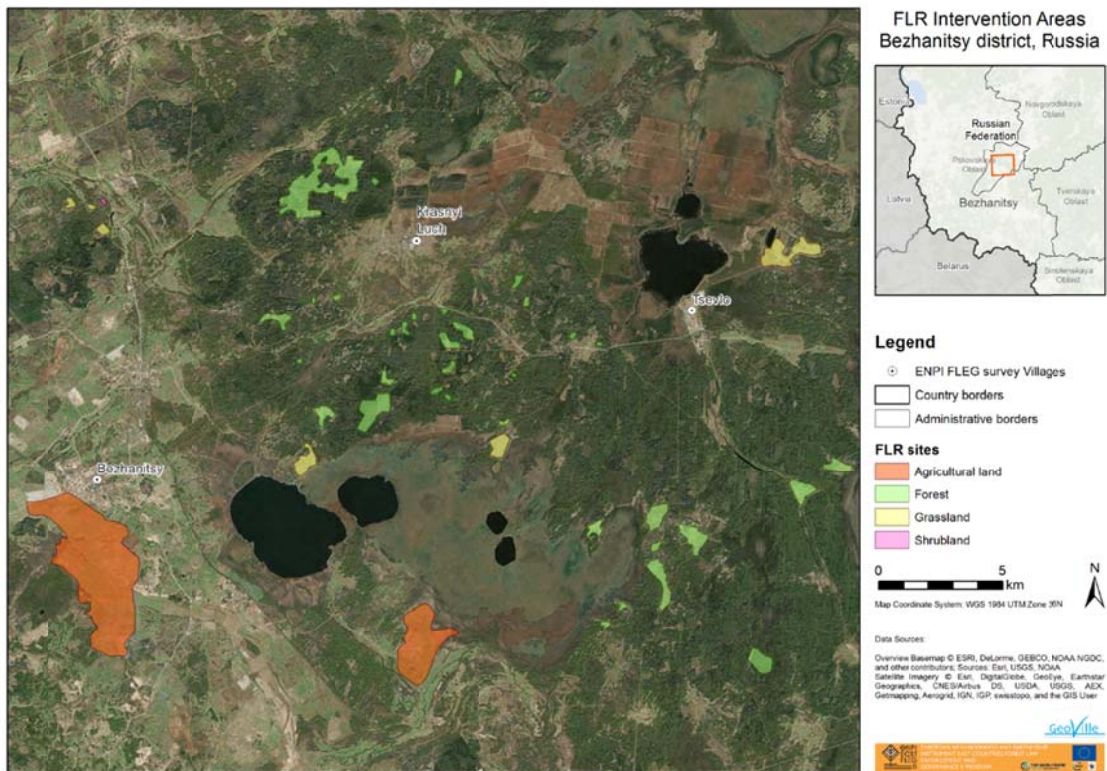 FLR Intervention Areas
Bezhanitsy district, Russia
Estonia
Novgorodskaya
Oblast
Russian
Federation
Pskovskaya
Oblast
Tverskaya
Oblast
Latvia
Bezhanitsy
Belarus
Smolenskaya
Oblast
Krasnyi
Luch
Tsevlo
Bezhanitsy
Legend
ENPI FLEG survey Villages
Country borders
Administrative borders
FLR sites
Agricultural land
Forest
Grassland
Shrubland
0 5
km
N
Map Coordinate System: WGS 1984 UTM Zone 36N
Data Sources:
Overview Basemap © ESRI, DeLorme, GEBCO, NOAA NGDC,
and other contributors; Sources: Esri, USGS, NOAA
Satellite Imagery © Esri, DigitalGlobe, GeoEye, Earthstar
Geographics, CNES/Airbus DS, USDA, USGS, AEX,
Getmapping, Aerogrid, IGN, IGP, swisstopo, and the GIS User
GeoVille